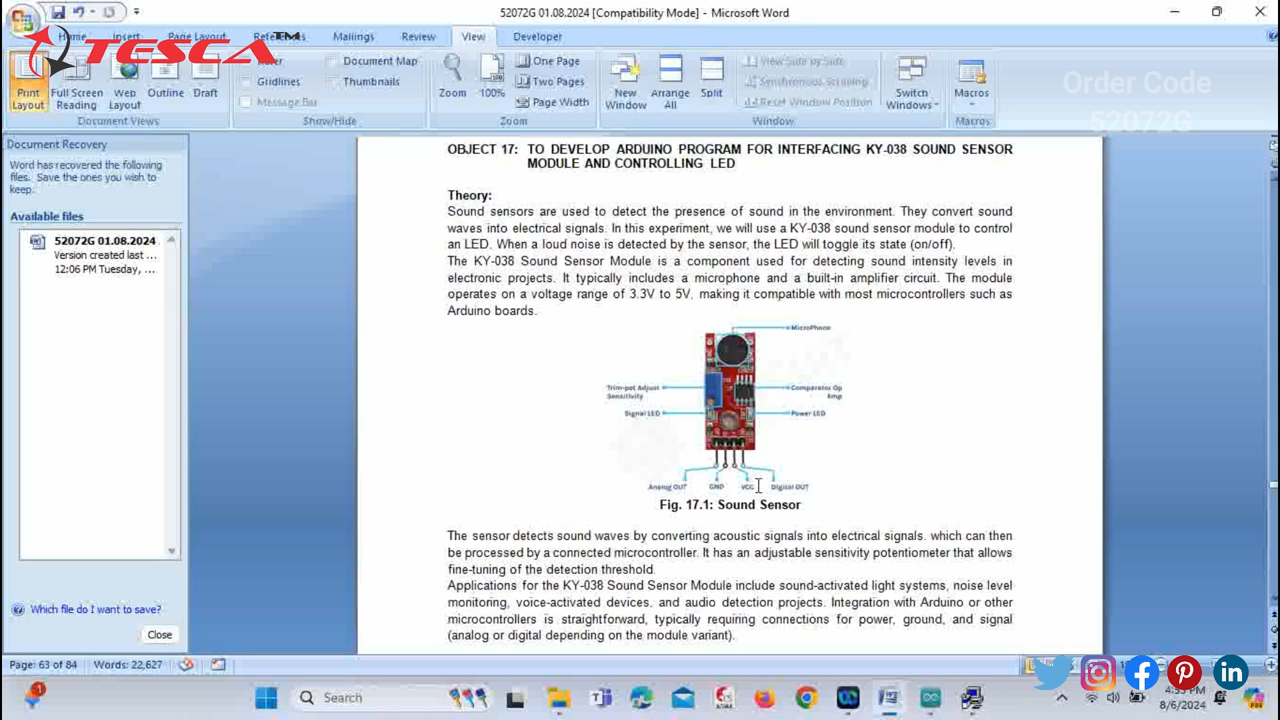 52072G 01.08.2024 [Compatibility Mode] - Microsoft Word
TESCA™
Home Insert Page Layout Mailings Review View Developer
Print Layout
Full Screen Reading
Web Layout
Outline
Draft
Document Views
Ruler
Gridlines
Message Bar
Document Map
Thumbnails
Show/Hide
Zoom
100%
One Page
Two Pages
Page Width
Zoom
New Window
Arrange All
Split
View Side by Side
Synchronous Scrolling
Reset Window Position
Window
Switch Windows
Macros
Macros
Order Code
52072G
Document Recovery
Word has recovered the following
files. Save the ones you wish to
keep.
Available files
52072G 01.08.2024
Version created last ...
12:06 PM Tuesday, ...
Which file do I want to save?
Close
OBJECT 17: TO DEVELOP ARDUINO PROGRAM FOR INTERFACING KY-038 SOUND SENSOR
MODULE AND CONTROLLING LED
Theory:
Sound sensors are used to detect the presence of sound in the environment. They convert sound
waves into electrical signals. In this experiment, we will use a KY-038 sound sensor module to control
an LED. When a loud noise is detected by the sensor, the LED will toggle its state (on/off).
The KY-038 Sound Sensor Module is a component used for detecting sound intensity levels in
electronic projects. It typically includes a microphone and a built-in amplifier circuit. The module
operates on a voltage range of 3.3V to 5V, making it compatible with most microcontrollers such as
Arduino boards.
MicroPhone
Trim-pot Adjust
Sensitivity
Comparator Op
Amp
Signal LED
Power LED
Analog OUT GND VCC Digital OUT
Fig. 17.1: Sound Sensor
The sensor detects sound waves by converting acoustic signals into electrical signals. which can then
be processed by a connected microcontroller. It has an adjustable sensitivity potentiometer that allows
fine-tuning of the detection threshold.
Applications for the KY-038 Sound Sensor Module include sound-activated light systems, noise level
monitoring, voice-activated devices, and audio detection projects. Integration with Arduino or other
microcontrollers is straightforward, typically requiring connections for power, ground, and signal
(analog or digital depending on the module variant).
Page: 63 of 84 Words: 22,627
1
Search
8/6/2024